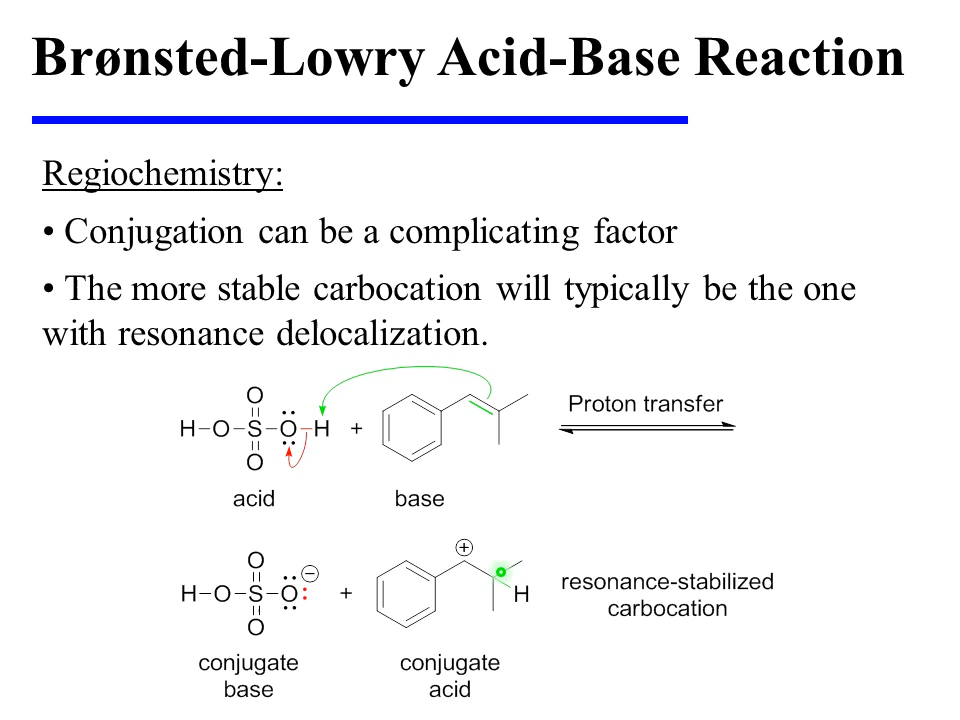 Brønsted-Lowry Acid-Base Reaction
Regiochemistry:
• Conjugation can be a complicating factor
• The more stable carbocation will typically be the one
with resonance delocalization.
O
H O S O H + Proton transfer
O
acid base
O +
H O S O − + H resonance-stabilized
carbocation
O
conjugate conjugate
base acid